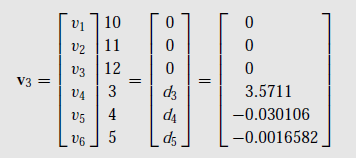 v1 10 0 0
v2 11 0 0
v3 = v3 12 = 0 = 0
v4 3 d3 3.5711
v5 4 d4 −0.030106
v6 5 d5 −0.0016582